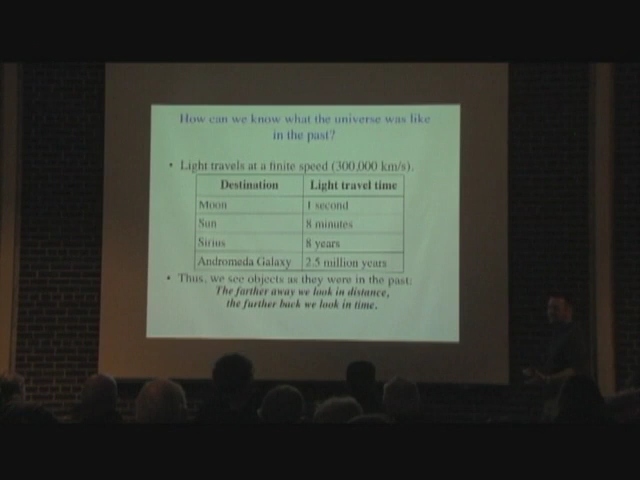 How can we know what the universe was like
in the past?
• Light travels at a finite speed (300,000 km/s).
Destination Light travel time
Moon 1 second
Sun 8 minutes
Sirius 8 years
Andromeda Galaxy 2.5 million years
• Thus, we see objects as they were in the past:
The farther away we look in distance,
the further back we look in time.